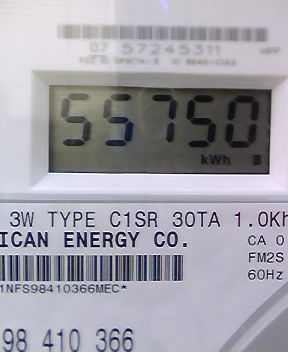 07 57245311
55750
kWh
3W TYPE C1SR 30TA 1.0Kh
ICAN ENERGY CO.
CA 0
FM2S
60Hz
1NFS98410366MEC*
98 410 366